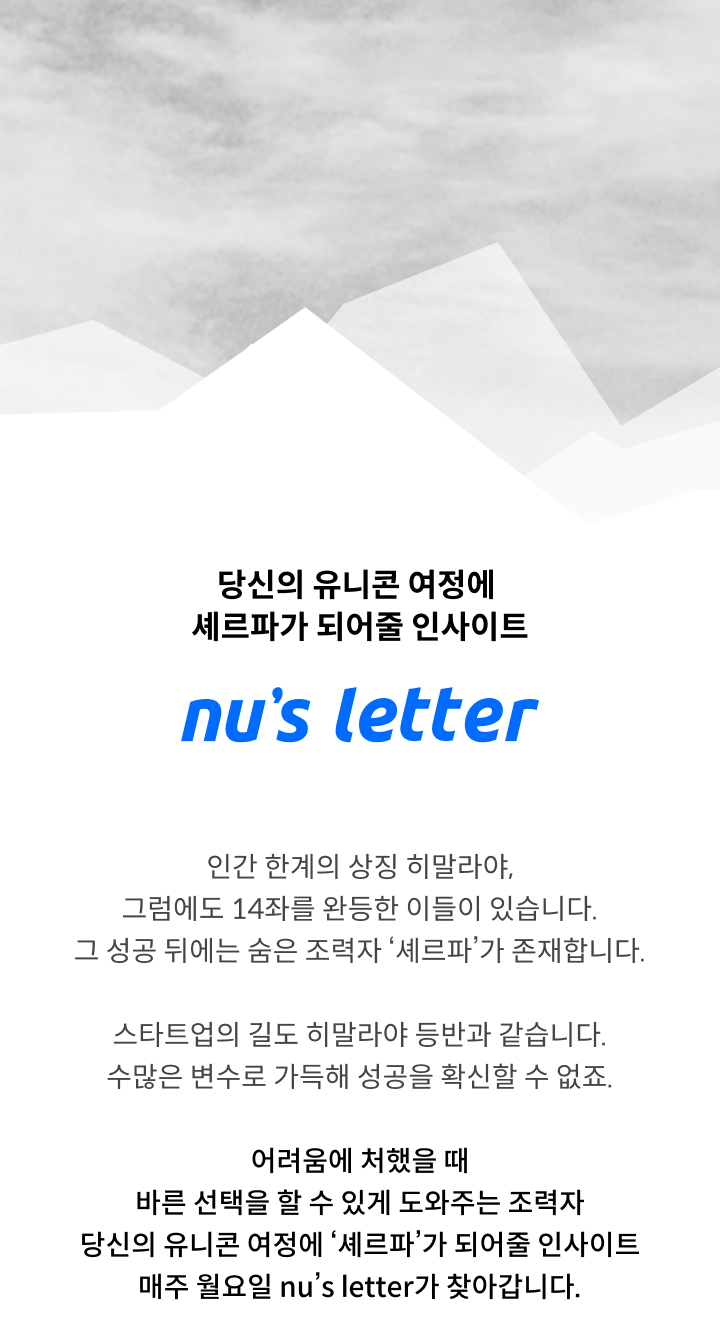 당신의 유니콘 여정에
셰르파가 되어줄 인사이트
nu’s letter
인간 한계의 상징 히말라야,
그럼에도 14좌를 완등한 이들이 있습니다.
그 성공 뒤에는 숨은 조력자 ‘셰르파’가 존재합니다.
스타트업의 길도 히말라야 등반과 같습니다.
수많은 변수로 가득해 성공을 확신할 수 없죠.
어려움에 처했을 때
바른 선택을 할 수 있게 도와주는 조력자
당신의 유니콘 여정에 ‘셰르파’가 되어줄 인사이트
매주 월요일 nu’s letter가 찾아갑니다.